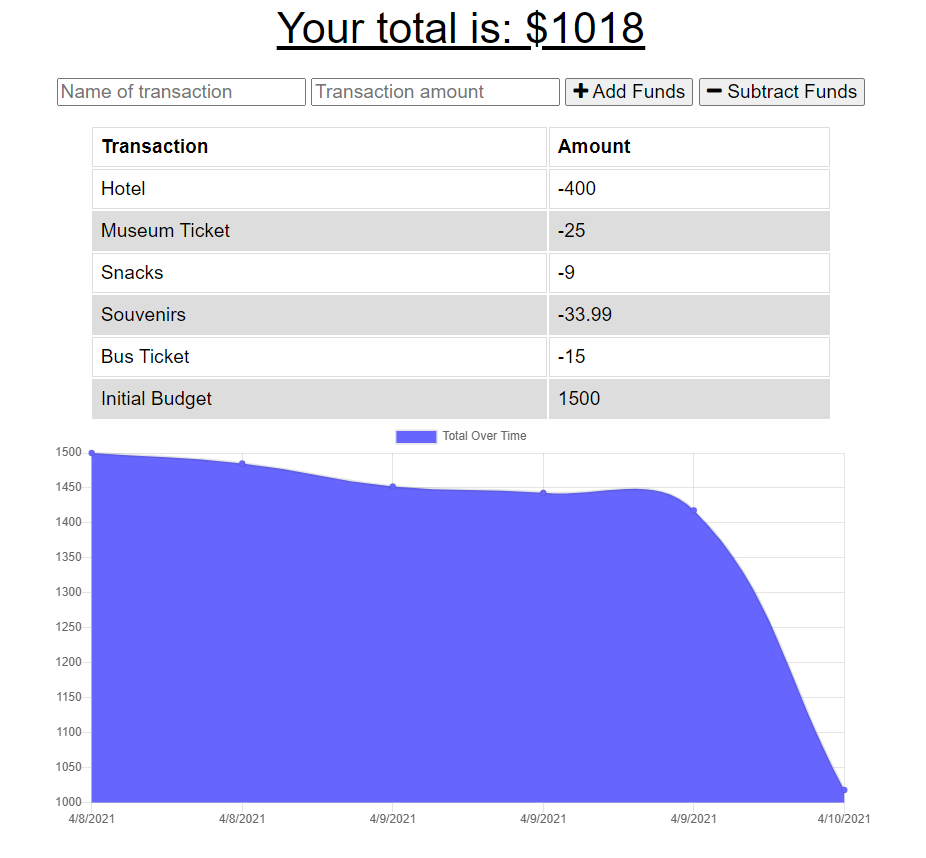 Your total is: $1018
Name of transaction Transaction amount + Add Funds − Subtract Funds
Transaction Amount
Hotel -400
Museum Ticket -25
Snacks -9
Souvenirs -33.99
Bus Ticket -15
Initial Budget 1500
Total Over Time
1500
1450
1400
1350
1300
1250
1200
1150
1100
1050
1000
4/8/2021 4/8/2021 4/9/2021 4/9/2021 4/9/2021 4/10/2021